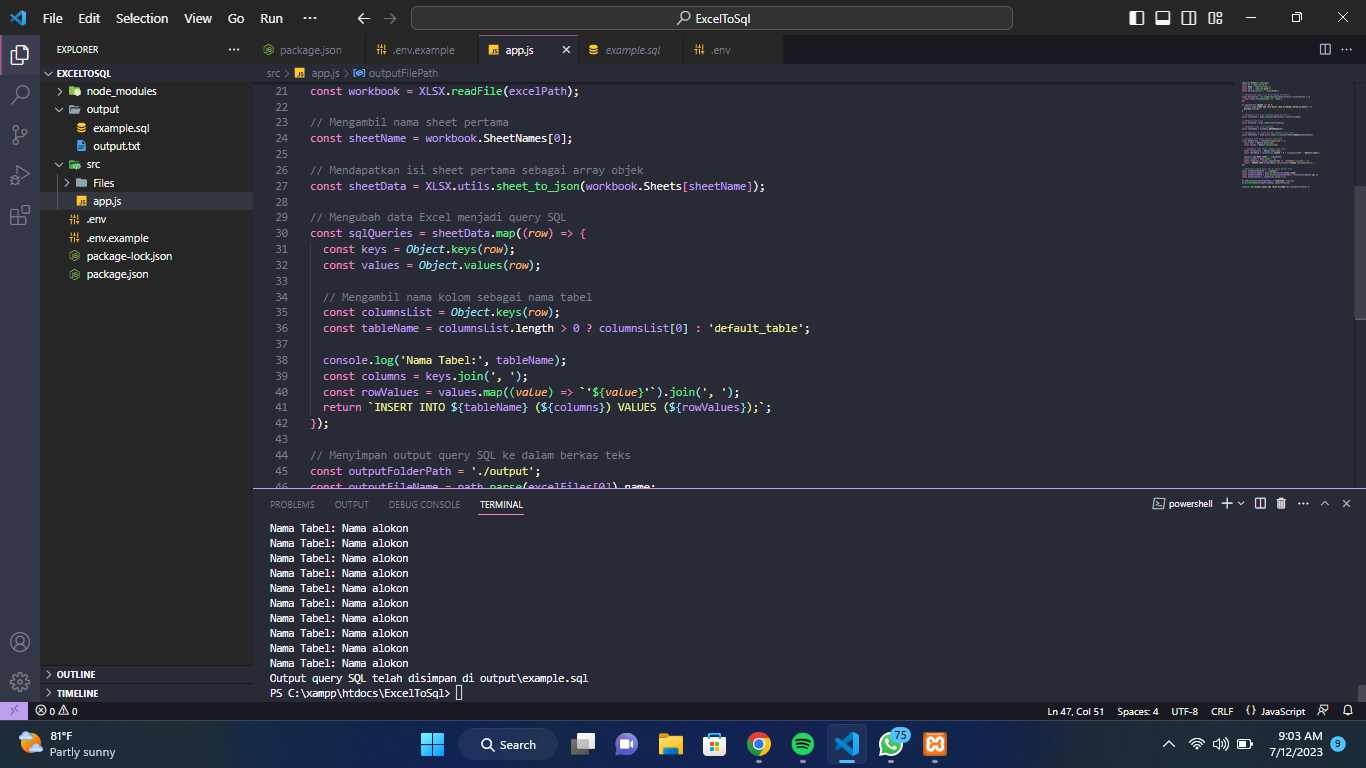 File Edit Selection View Go Run ··· ExcelToSql
EXPLORER ···
package.json .env.example app.js example.sql .env
EXCELTOSQL
node_modules
output
example.sql
output.txt
src
Files
app.js
.env
.env.example
package-lock.json
package.json
OUTLINE
TIMELINE
src > app.js > outputFilePath
21 const workbook = XLSX.readFile(excelPath);
22
23 // Mengambil nama sheet pertama
24 const sheetName = workbook.SheetNames[0];
25
26 // Mendapatkan isi sheet pertama sebagai array objek
27 const sheetData = XLSX.utils.sheet_to_json(workbook.Sheets[sheetName]);
28
29 // Mengubah data Excel menjadi query SQL
30 const sqlQueries = sheetData.map((row) => {
31 const keys = Object.keys(row);
32 const values = Object.values(row);
33
34 // Mengambil nama kolom sebagai nama tabel
35 const columnsList = Object.keys(row);
36 const tableName = columnsList.length > 0 ? columnsList[0] : 'default_table';
37
38 console.log('Nama Tabel:', tableName);
39 const columns = keys.join(', ');
40 const rowValues = values.map((value) => `'${value}'`).join(', ');
41 return `INSERT INTO ${tableName} (${columns}) VALUES (${rowValues});`;
42 });
43
44 // Menyimpan output query SQL ke dalam berkas teks
45 const outputFolderPath = './output';
46 const outputFileName = path.parse(excelFiles[0]).name;
PROBLEMS OUTPUT DEBUG CONSOLE TERMINAL powershell
Nama Tabel: Nama alokon
Nama Tabel: Nama alokon
Nama Tabel: Nama alokon
Nama Tabel: Nama alokon
Nama Tabel: Nama alokon
Nama Tabel: Nama alokon
Nama Tabel: Nama alokon
Nama Tabel: Nama alokon
Nama Tabel: Nama alokon
Nama Tabel: Nama alokon
Output query SQL telah disimpan di output\example.sql
PS C:\xampp\htdocs\ExcelToSql>
0 0 Ln 47, Col 51 Spaces: 4 UTF-8 CRLF {} JavaScript
81°F
Partly sunny
Search
75
9:03 AM
7/12/2023
9